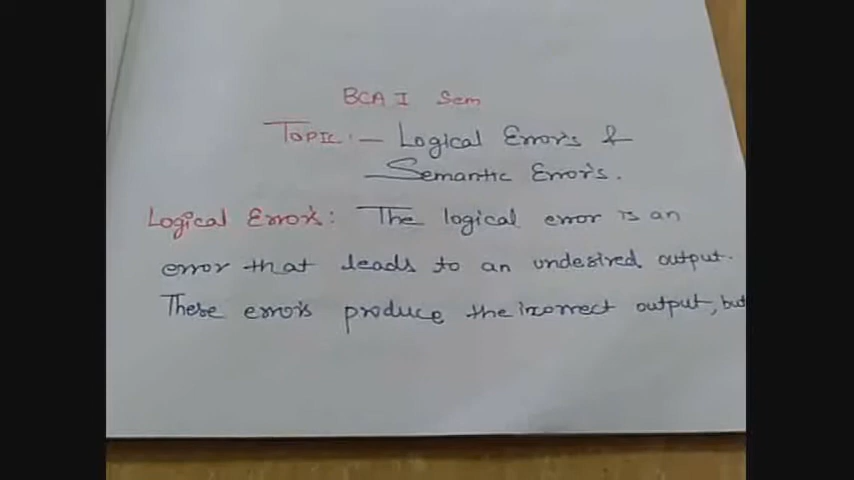 BCA I Sem
Topic:- Logical Errors &
Semantic Errors.
Logical Errors: The logical error is an
error that leads to an undesired output.
These errors produce the incorrect output, but